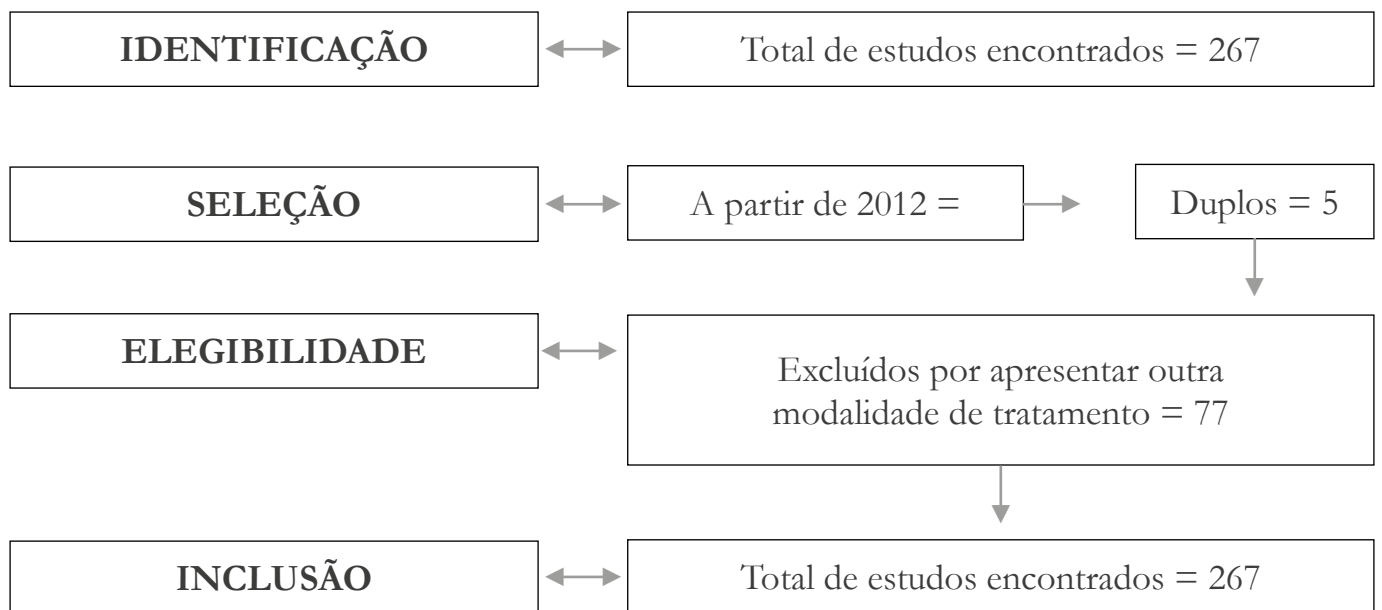 IDENTIFICAÇÃO
Total de estudos encontrados = 267
SELEÇÃO
A partir de 2012 =
Duplos = 5
ELEGIBILIDADE
Excluídos por apresentar outra
modalidade de tratamento = 77
INCLUSÃO
Total de estudos encontrados = 267